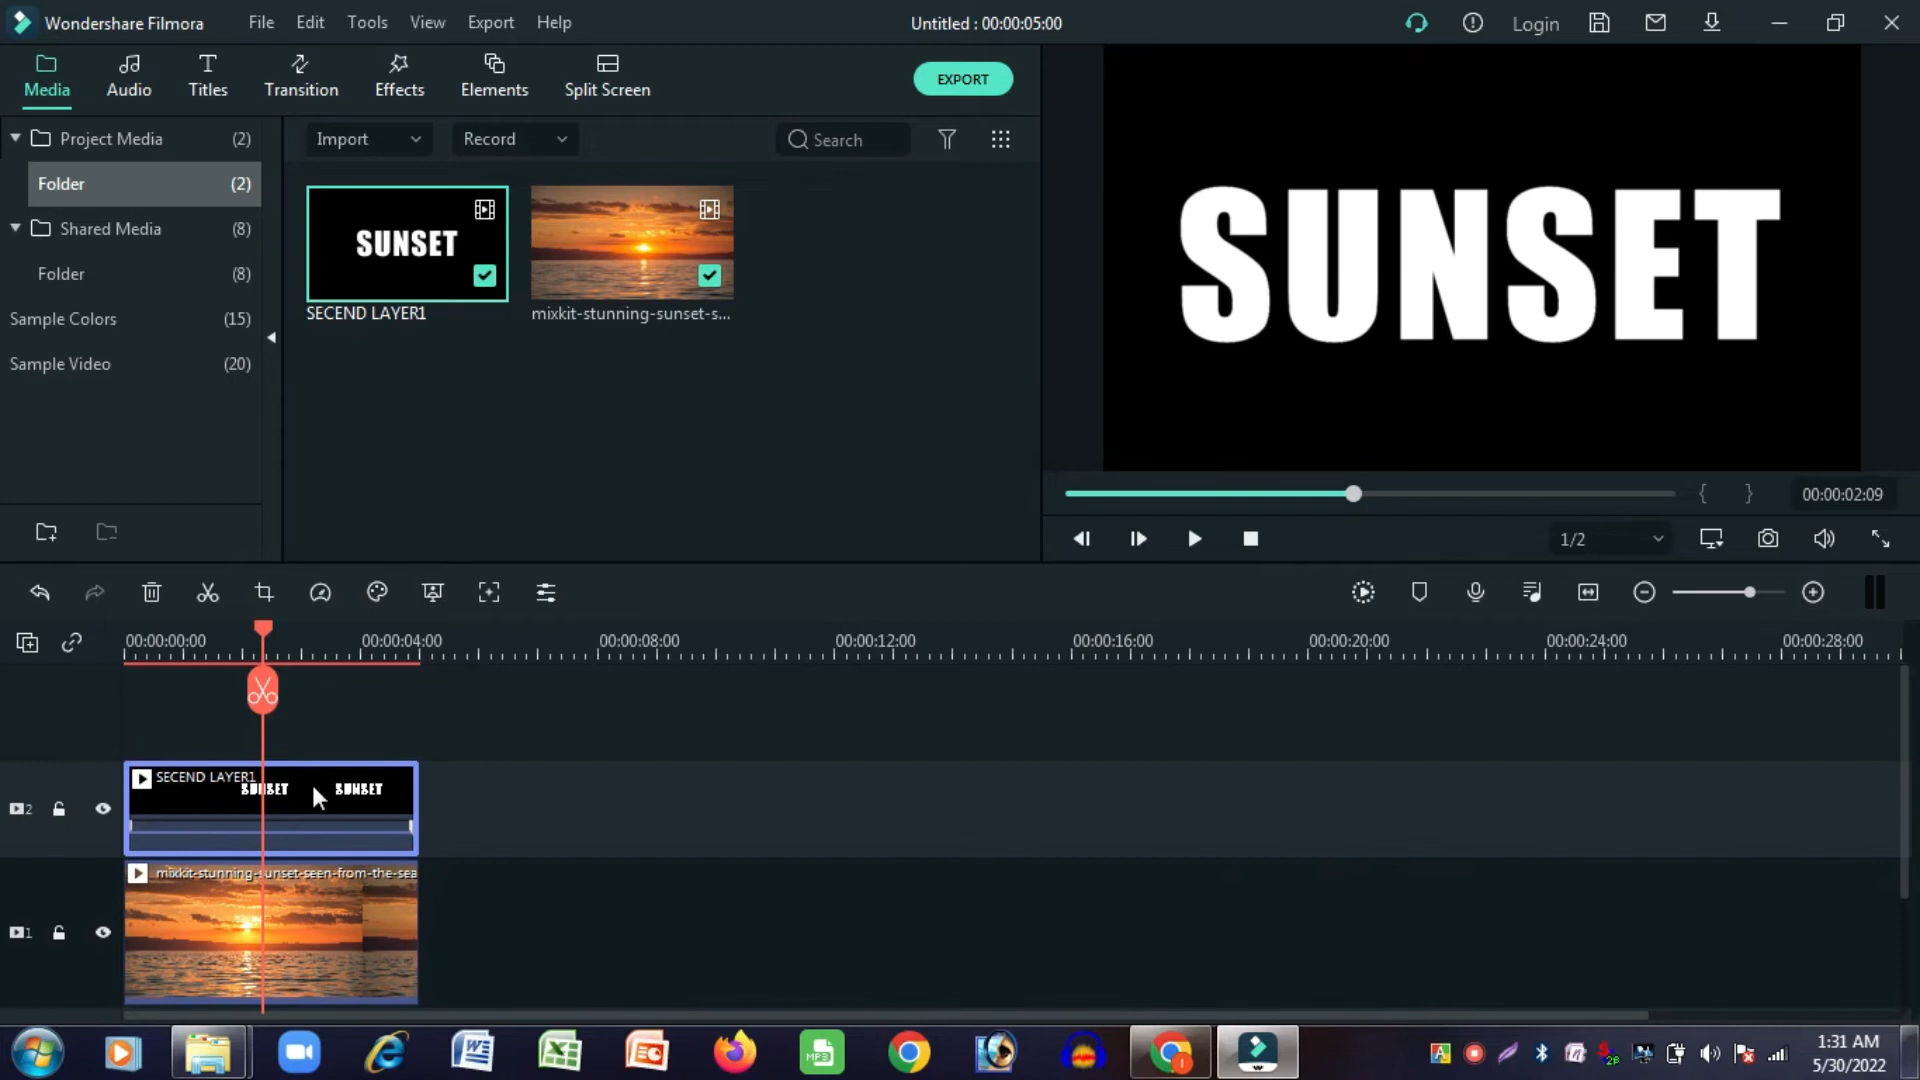 Wondershare Filmora File Edit Tools View Export Help Untitled : 00:00:05:00 Login
Media Audio Titles Transition Effects Elements Split Screen EXPORT
Project Media (2)
Folder (2)
Shared Media (8)
Folder (8)
Sample Colors (15)
Sample Video (20)
Import Record Search
SUNSET
SECEND LAYER1 mixkit-stunning-sunset-s...
SUNSET
00:00:02:09
1/2
00:00:00:00 00:00:04:00 00:00:08:00 00:00:12:00 00:00:16:00 00:00:20:00 00:00:24:00 00:00:28:00
SECEND LAYER1
SUNSET SUNSET
2
mixkit-stunning-sunset-seen-from-the-sea
1
MP3
1:31 AM
5/30/2022